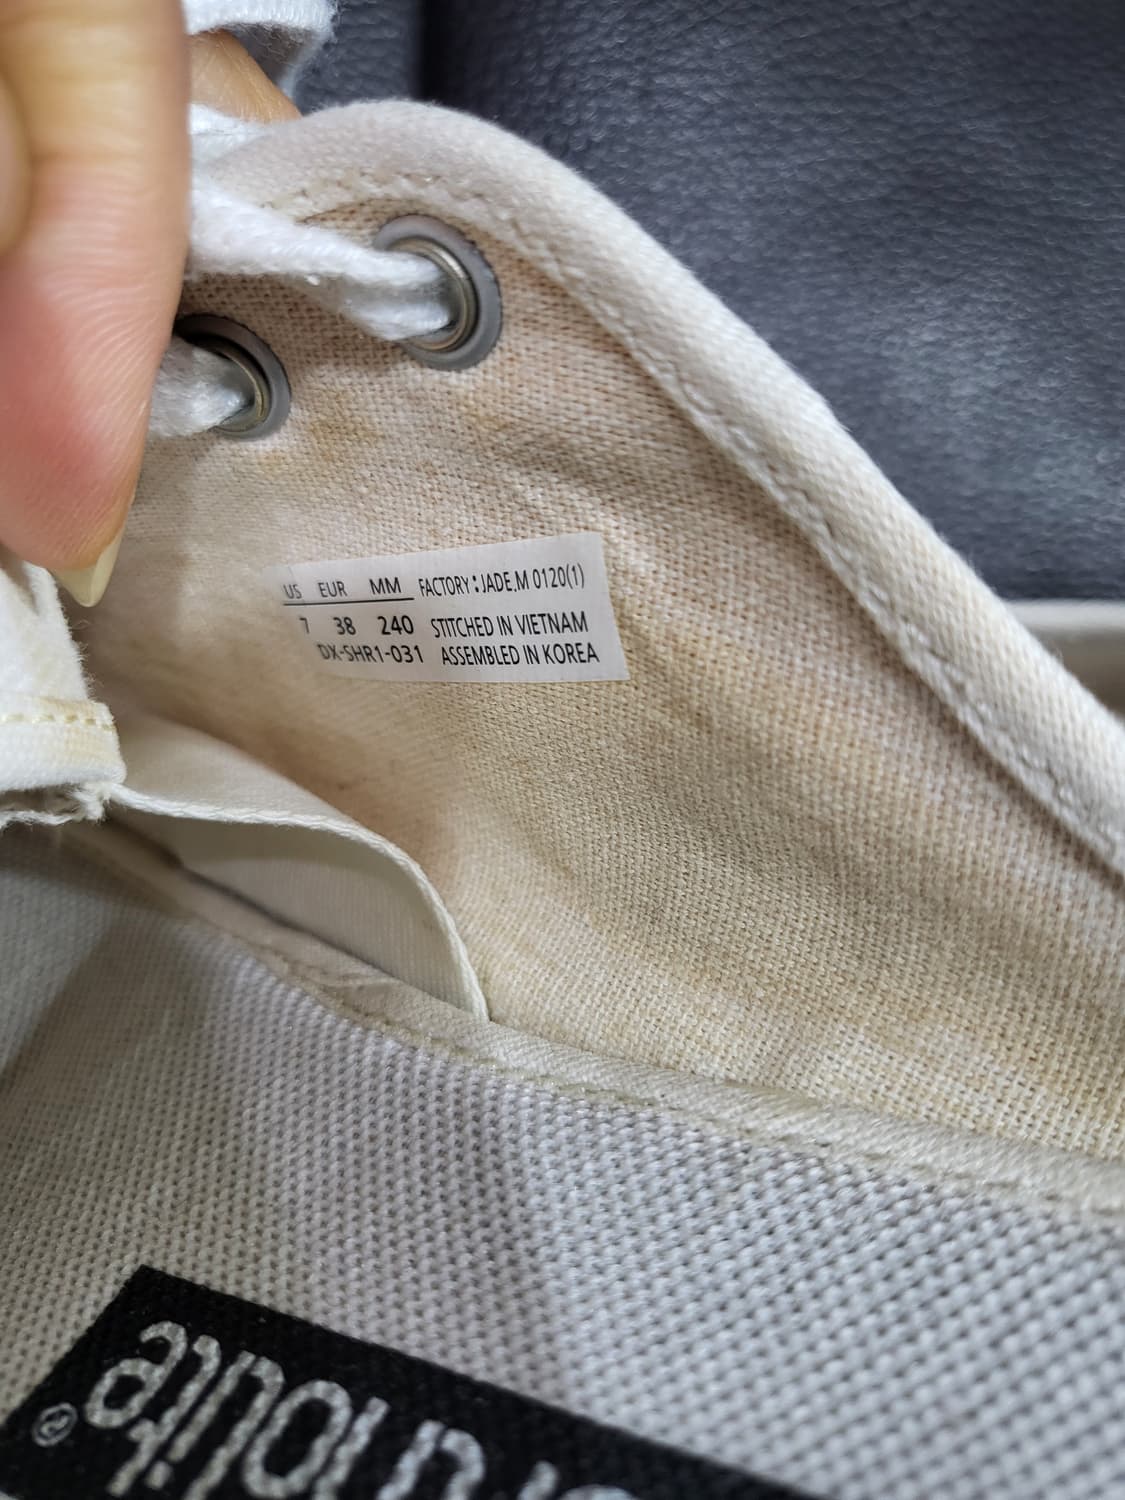 US EUR MM FACTORY:JADE.M 0120(1)
7 38 240 STITCHED IN VIETNAM
DX-SHR1-031 ASSEMBLED IN KOREA
®